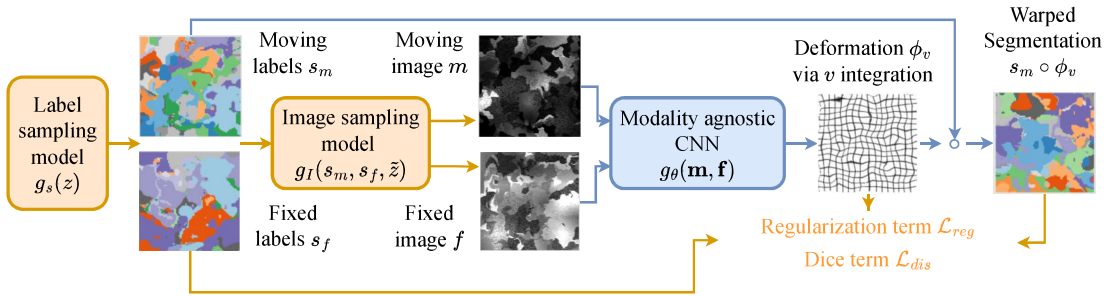 Label
sampling
model
g_s(z)
Moving
labels s_m
Fixed
labels s_f
Image sampling
model
g_I(s_m, s_f, z̃)
Moving
image m
Fixed
image f
Modality agnostic
CNN
g_θ(m, f)
Deformation ϕ_v
via v integration
Warped
Segmentation
s_m ∘ ϕ_v
Regularization term ℒ_reg
Dice term ℒ_dis